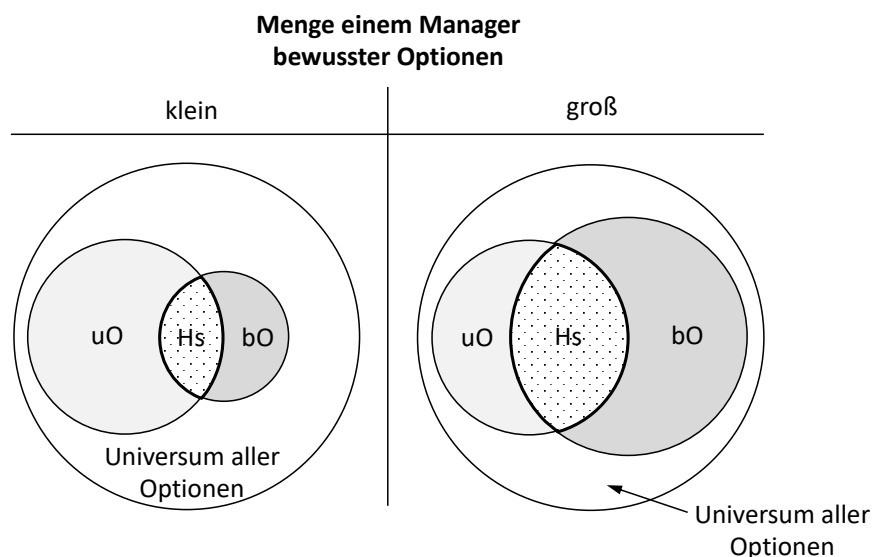 Menge einem Manager
bewusster Optionen
klein
groß
uO
Hs
bO
uO
Hs
bO
Universum aller
Optionen
Universum aller
Optionen